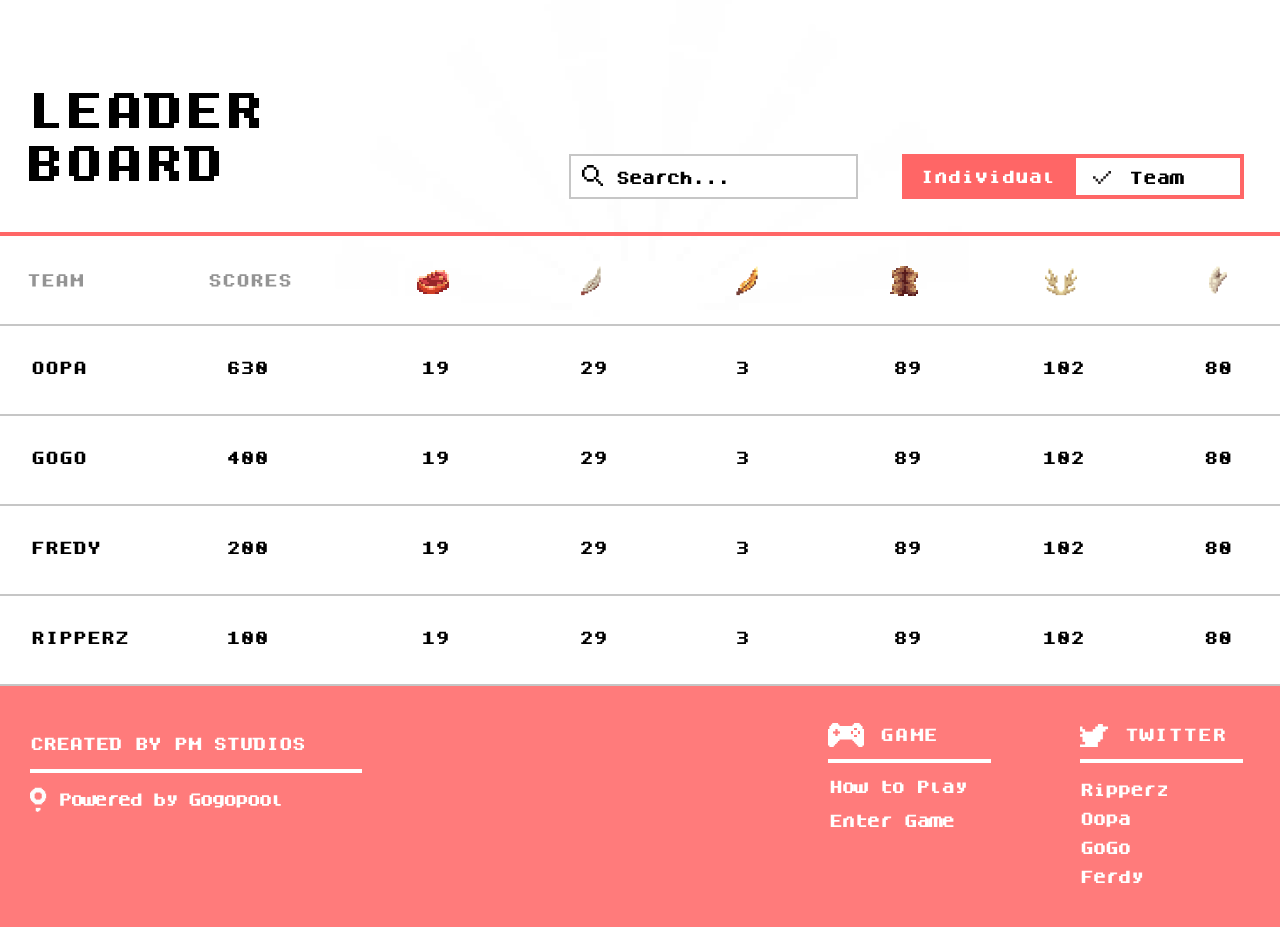 LEADER
BOARD
Search...
Individual
Team
TEAM SCORES
OOPA 630 19 29 3 89 102 80
GOGO 400 19 29 3 89 102 80
FREDY 200 19 29 3 89 102 80
RIPPERZ 100 19 29 3 89 102 80
CREATED BY PM STUDIOS
Powered by Gogopool
GAME
How to Play
Enter Game
TWITTER
Ripperz
Oopa
GoGo
Ferdy